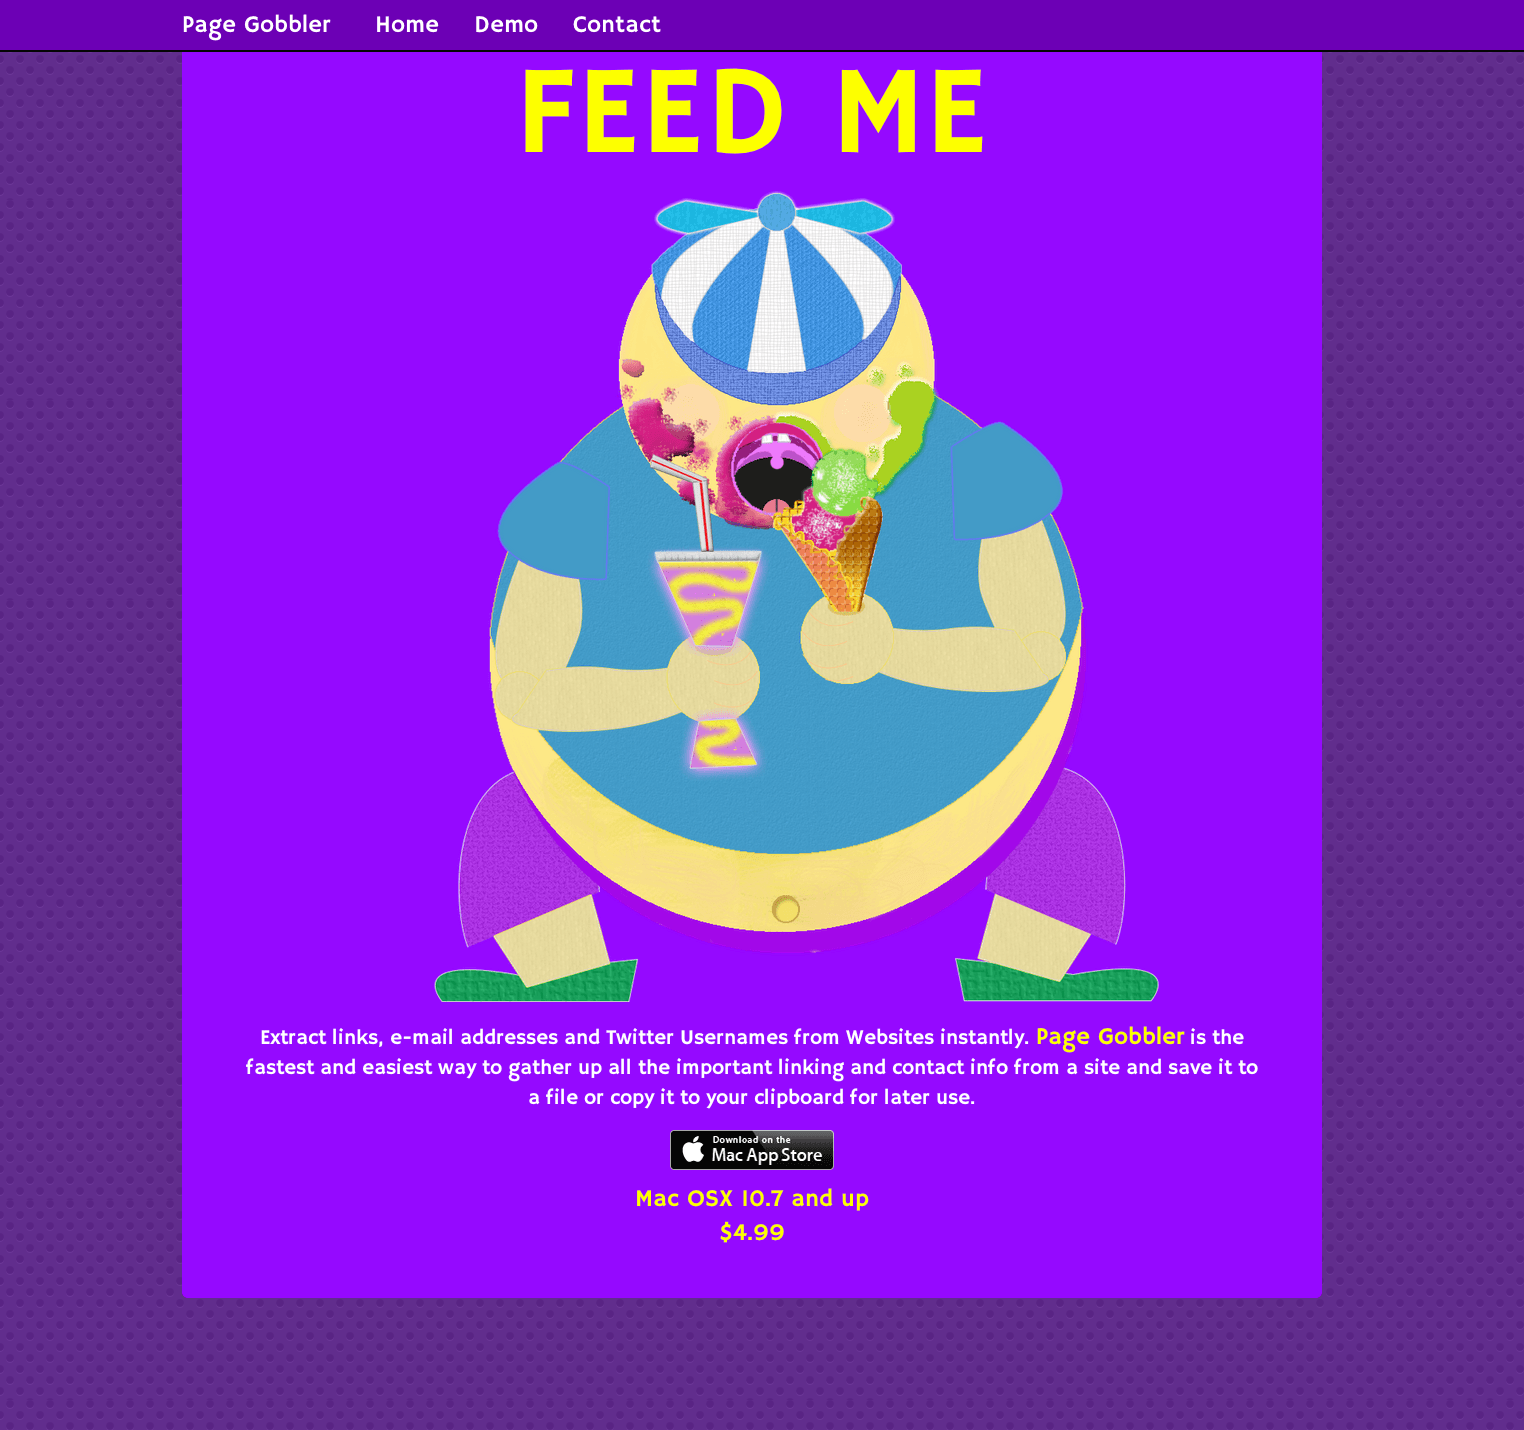 Page Gobbler Home Demo Contact
FEED ME
Extract links, e-mail addresses and Twitter Usernames from Websites instantly. Page Gobbler is the
fastest and easiest way to gather up all the important linking and contact info from a site and save it to
a file or copy it to your clipboard for later use.
Download on the
Mac App Store
Mac OSX 10.7 and up
$4.99